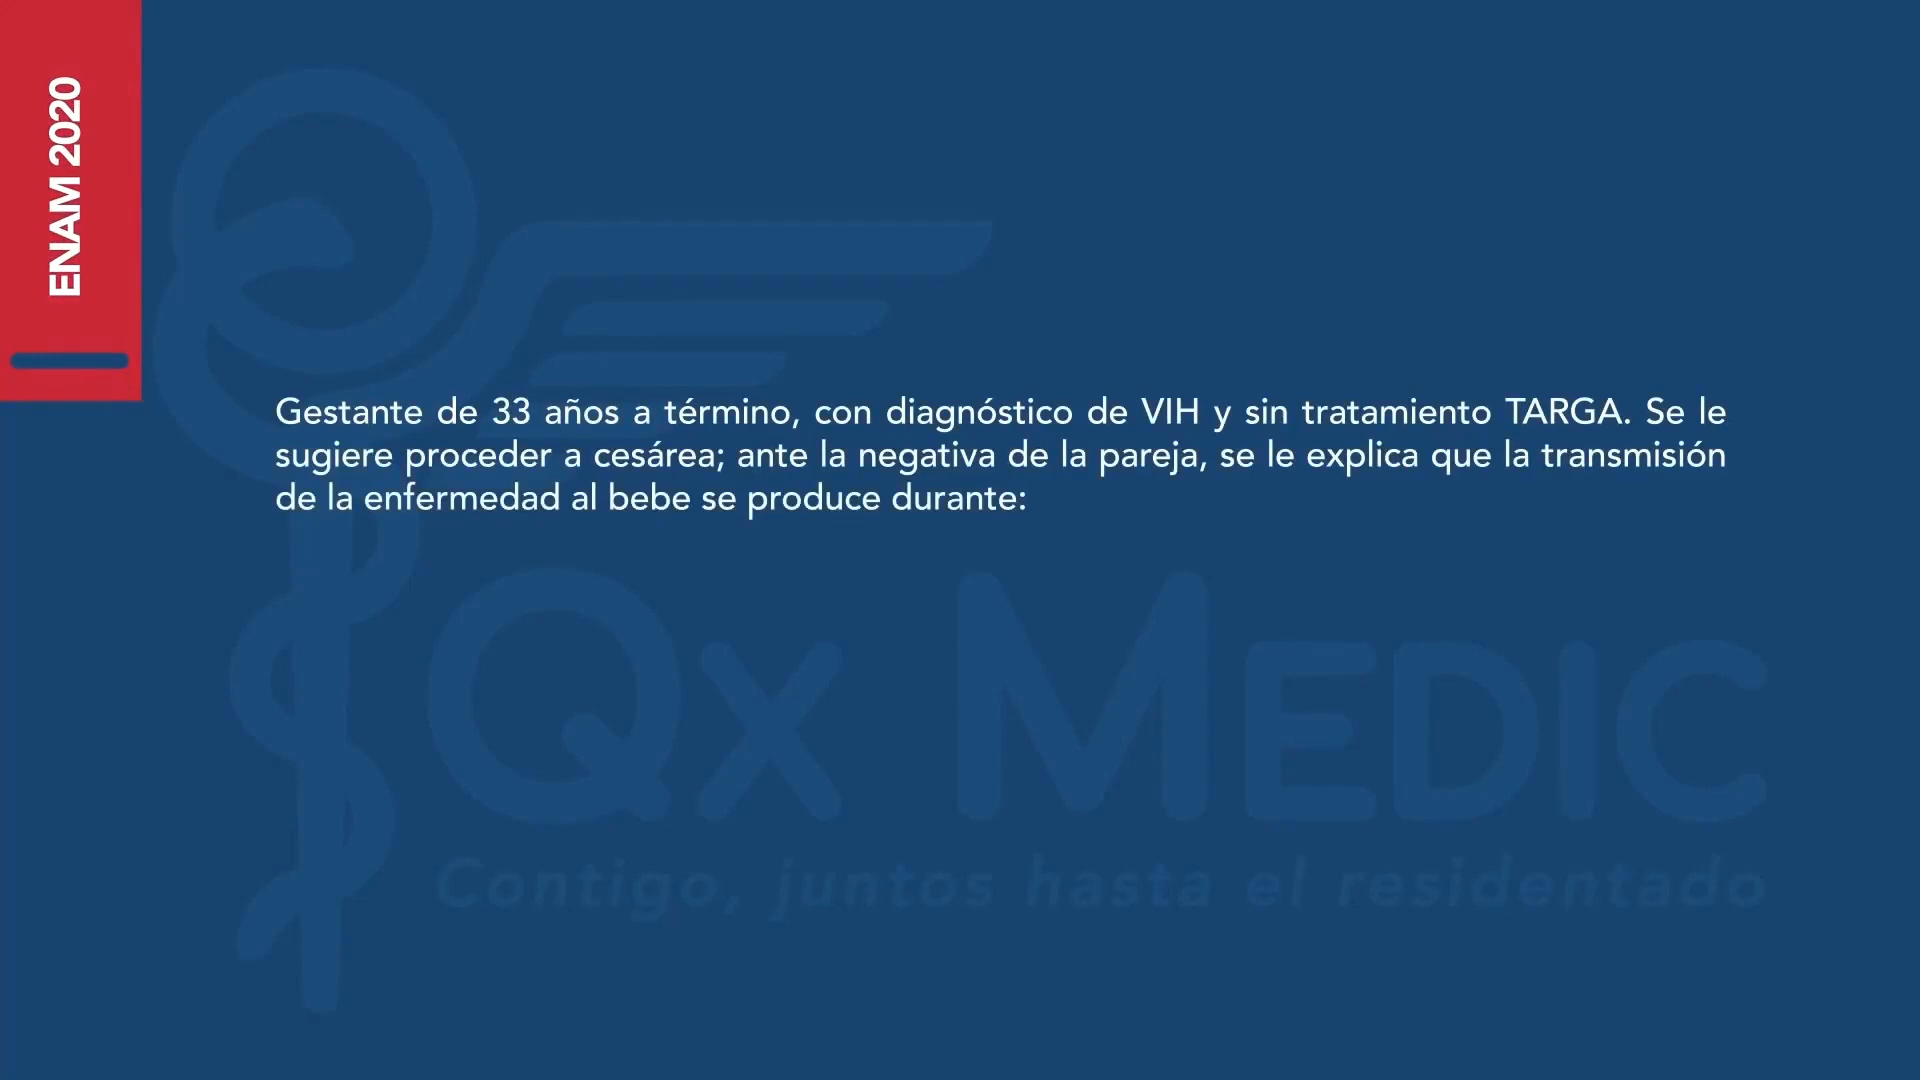 ENAM 2020
Gestante de 33 años a término, con diagnóstico de VIH y sin tratamiento TARGA. Se le
sugiere proceder a cesárea; ante la negativa de la pareja, se le explica que la transmisión
de la enfermedad al bebe se produce durante:
QX MEDIC
Contigo, juntos hasta el residentado